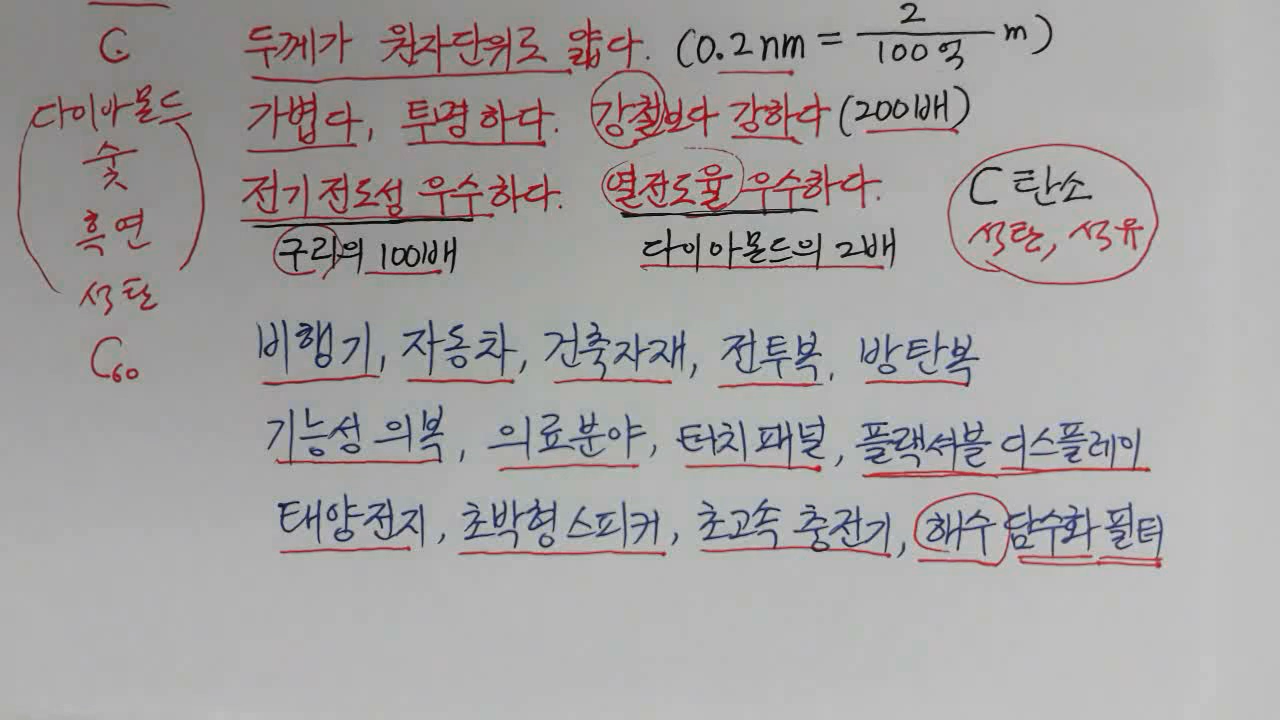 C 두께가 원자단위로 얇다. (0.2nm = 2/100억 m)
다이아몬드 가볍다, 투명하다. 강철보다 강하다 (200배)
숯 전기전도성 우수하다. 열전도율 우수하다. C 탄소
흑연 구리의 100배 다이아몬드의 2배 석탄, 석유
석탄
C60 비행기, 자동차, 건축자재, 전투복, 방탄복
기능성 의복, 의료분야, 터치패널, 플랙셔블 디스플레이
태양전지, 초박형스피커, 초고속 충전기, 해수 담수화 필터